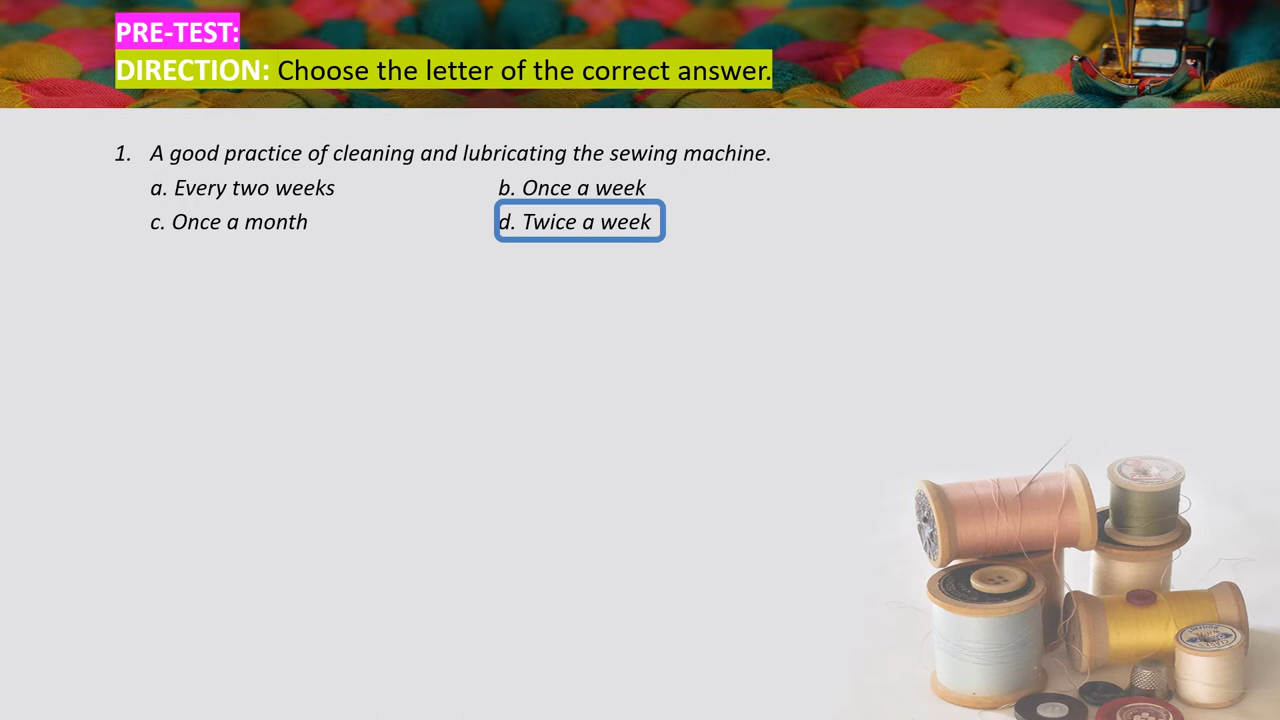 PRE-TEST:
DIRECTION: Choose the letter of the correct answer.
1. A good practice of cleaning and lubricating the sewing machine.
a. Every two weeks b. Once a week
c. Once a month d. Twice a week